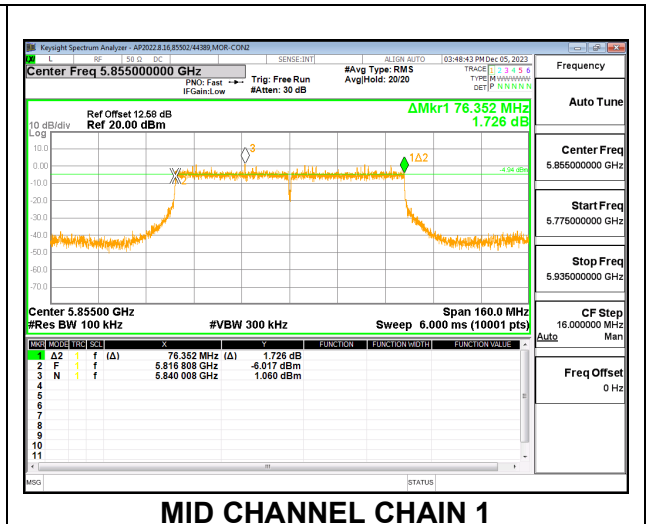 Keysight Spectrum Analyzer - AP2022.8.16,85502/44389,MOR-CON2
L RF 50 Ω DC SENSE:INT ALIGN AUTO 03:48:43 PM Dec 05, 2023
Center Freq 5.855000000 GHz
PNO: Fast
IFGain:Low
Trig: Free Run
#Atten: 30 dB
#Avg Type: RMS
Avg|Hold: 20/20
TRACE 1 2 3 4 5 6
TYPE M WWWWW
DET P N N N N N
Ref Offset 12.58 dB
10 dB/div Ref 20.00 dBm
Log
ΔMkr1 76.352 MHz
1.726 dB
10.0
0.00
-10.0
-20.0
-30.0
-40.0
-50.0
-60.0
-70.0
3
1Δ2
2
-4.94 dBm
Center 5.85500 GHz Span 160.0 MHz
#Res BW 100 kHz #VBW 300 kHz Sweep 6.000 ms (10001 pts)
MKR MODE TRC SCL X Y FUNCTION FUNCTION WIDTH FUNCTION VALUE
1 Δ2 1 f (Δ) 76.352 MHz (Δ) 1.726 dB
2 F 1 f 5.816 808 GHz -6.017 dBm
3 N 1 f 5.840 008 GHz 1.060 dBm
4
5
6
7
8
9
10
11
MSG STATUS
Frequency
Auto Tune
Center Freq
5.855000000 GHz
Start Freq
5.775000000 GHz
Stop Freq
5.935000000 GHz
CF Step
16.000000 MHz
Auto Man
Freq Offset
0 Hz
MID CHANNEL CHAIN 1